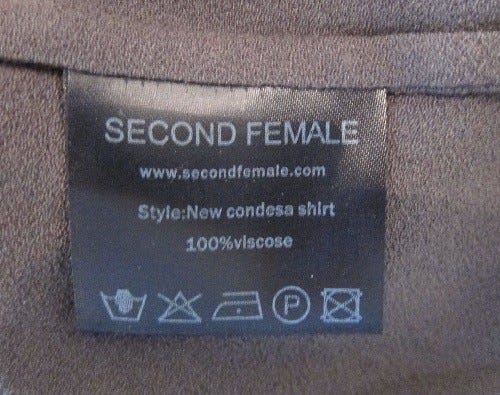 SECOND FEMALE
www.secondfemale.com
Style:New condesa shirt
100%viscose
P